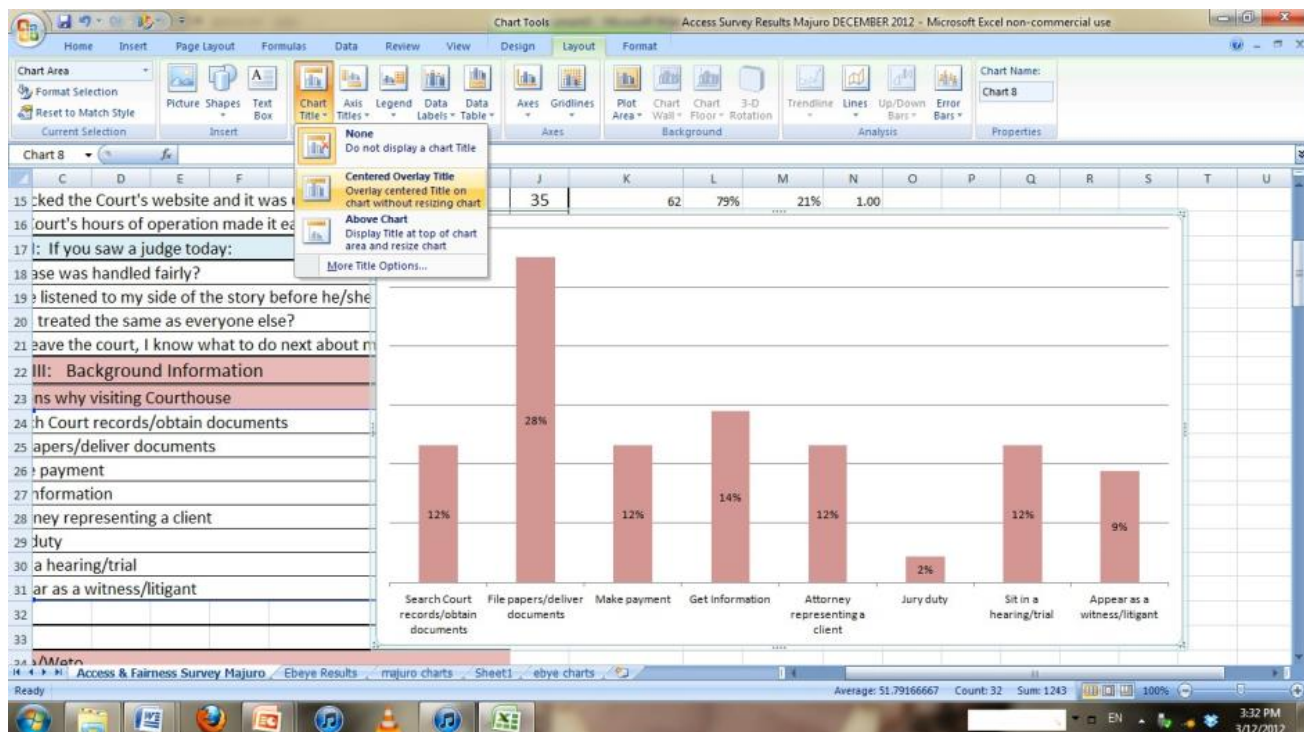 Chart Tools
Access Survey Results Majuro DECEMBER 2012 - Microsoft Excel non-commercial use
Home Insert Page Layout Formulas Data Review View Design Layout Format
Chart Area
Format Selection
Reset to Match Style
Current Selection
Picture Shapes Text Box
Insert
Chart Title Axis Titles Legend Data Labels Data Table
Axes Gridlines
Axes
Plot Area Chart Wall Chart Floor 3-D Rotation
Background
Trendline Lines Up/Down Bars Error Bars
Analysis
Chart Name:
Chart 8
Properties
None
Do not display a chart Title
Centered Overlay Title
Overlay centered Title on
chart without resizing chart
Above Chart
Display Title at top of chart
area and resize chart
More Title Options...
Chart 8 fx
C D E F J K L M N O P Q R S T U
15 cked the Court's website and it was 35 62 79% 21% 1.00
16 Court's hours of operation made it ea
17 I: If you saw a judge today:
18 ase was handled fairly?
19 e listened to my side of the story before he/she
20 treated the same as everyone else?
21 eave the court, I know what to do next about m
22 III: Background Information
23 ns why visiting Courthouse
24 ch Court records/obtain documents
25 apers/deliver documents
26 e payment
27 nformation
28 ney representing a client
29 duty
30 a hearing/trial
31 ar as a witness/litigant
32
33
34 /Weto
12% 28% 12% 14% 12% 2% 12% 9%
Search Court records/obtain documents
File papers/deliver documents
Make payment
Get Information
Attorney representing a client
Jury duty
Sit in a hearing/trial
Appear as a witness/litigant
Access & Fairness Survey Majuro Ebeye Results majuro charts Sheet1 ebye charts
Ready
Average: 51.79166667 Count: 32 Sum: 1243 100%
EN
3:32 PM
3/12/2012